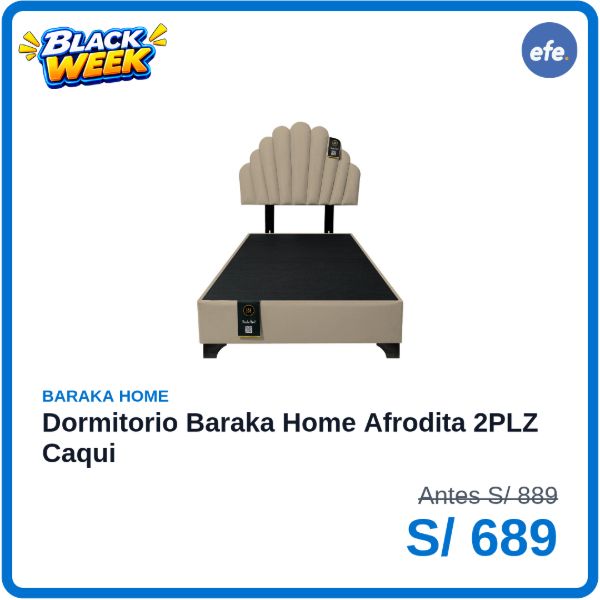 BLACK
WEEK
efe.
BARAKA HOME
Dormitorio Baraka Home Afrodita 2PLZ
Caqui
Antes S/ 889
S/ 689